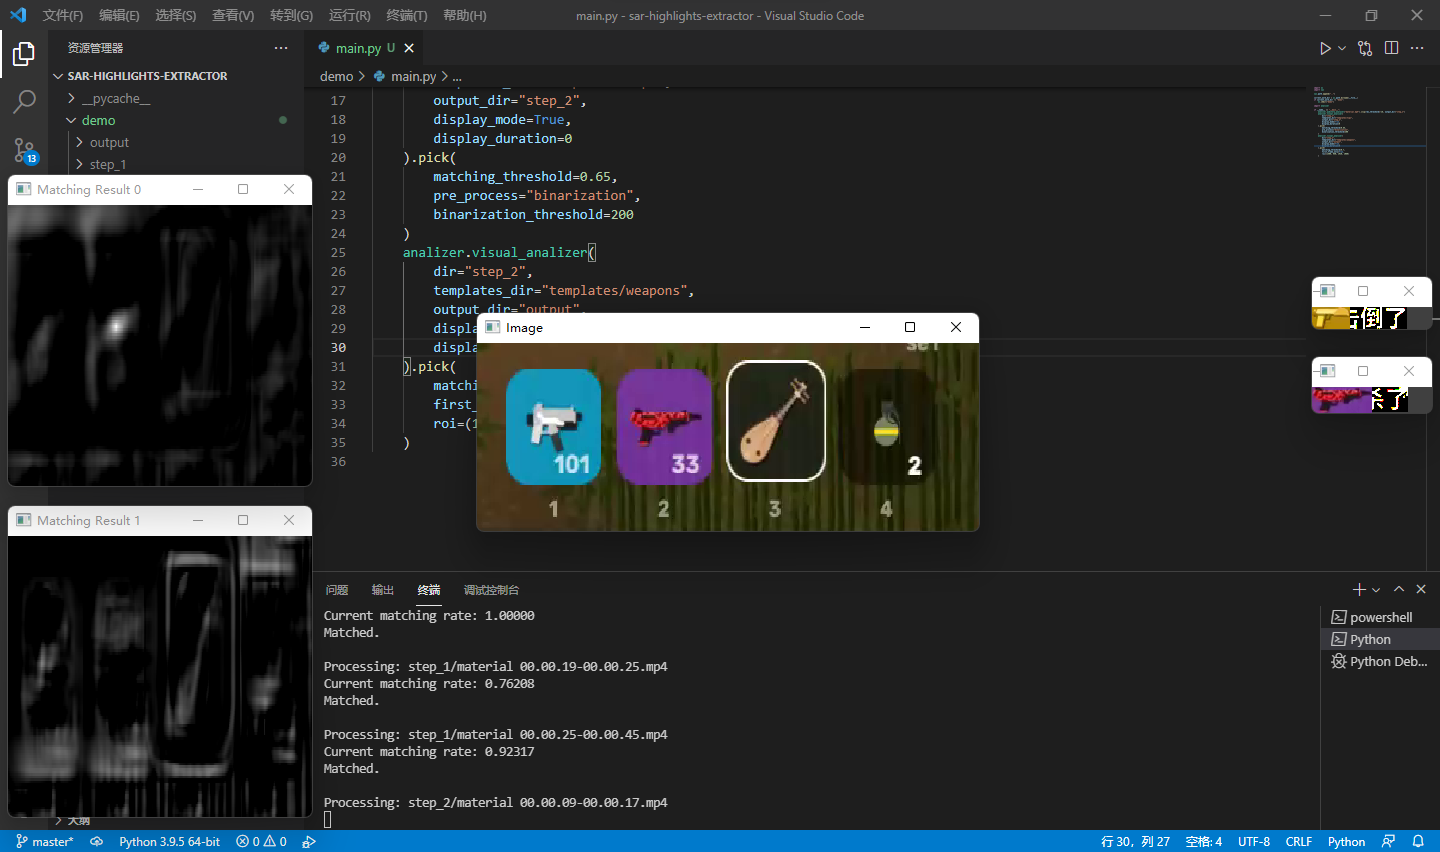 文件(F) 编辑(E) 选择(S) 查看(V) 转到(G) 运行(R) 终端(T) 帮助(H)
main.py - sar-highlights-extractor - Visual Studio Code
资源管理器
SAR-HIGHLIGHTS-EXTRACTOR
__pycache__
demo
output
step_1
13
main.py U
demo > main.py > ...
17 output_dir="step_2",
18 display_mode=True,
19 display_duration=0
20 ).pick(
21 matching_threshold=0.65,
22 pre_process="binarization",
23 binarization_threshold=200
24 )
25 analizer.visual_analizer(
26 dir="step_2",
27 templates_dir="templates/weapons",
28 output_dir="output",
29 displa
30 displa
31 ).pick(
32 matchi
33 first_
34 roi=(1
35 )
36
Matching Result 0
Matching Result 1
Image
101
33
2
1
2
3
4
倒了
杀了
问题 输出 终端 调试控制台
Current matching rate: 1.00000
Matched.
Processing: step_1/material 00.00.19-00.00.25.mp4
Current matching rate: 0.76208
Matched.
Processing: step_1/material 00.00.25-00.00.45.mp4
Current matching rate: 0.92317
Matched.
Processing: step_2/material 00.00.09-00.00.17.mp4
powershell
Python
Python Deb...
大纲
master* Python 3.9.5 64-bit 0 0
行 30，列 27 空格: 4 UTF-8 CRLF Python